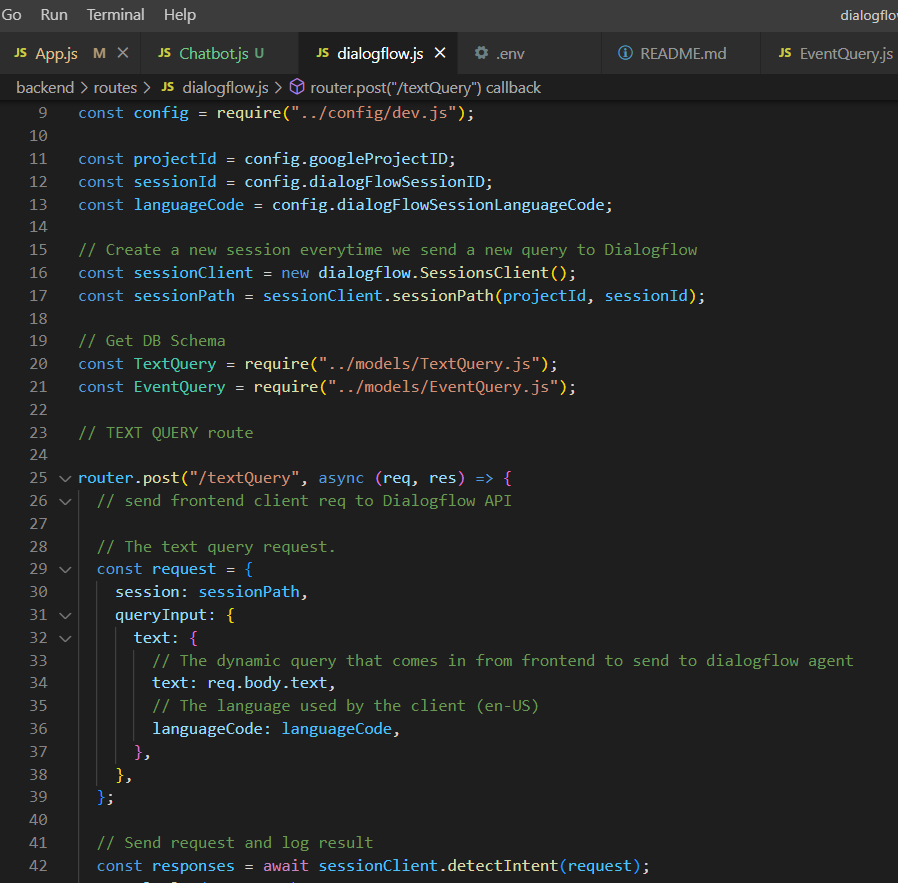 Go Run Terminal Help dialogflo
JS App.js M JS Chatbot.js U JS dialogflow.js .env README.md JS EventQuery.js
backend > routes > JS dialogflow.js > router.post("/textQuery") callback
9 const config = require("../config/dev.js");
10
11 const projectId = config.googleProjectID;
12 const sessionId = config.dialogFlowSessionID;
13 const languageCode = config.dialogFlowSessionLanguageCode;
14
15 // Create a new session everytime we send a new query to Dialogflow
16 const sessionClient = new dialogflow.SessionsClient();
17 const sessionPath = sessionClient.sessionPath(projectId, sessionId);
18
19 // Get DB Schema
20 const TextQuery = require("../models/TextQuery.js");
21 const EventQuery = require("../models/EventQuery.js");
22
23 // TEXT QUERY route
24
25 router.post("/textQuery", async (req, res) => {
26 // send frontend client req to Dialogflow API
27
28 // The text query request.
29 const request = {
30 session: sessionPath,
31 queryInput: {
32 text: {
33 // The dynamic query that comes in from frontend to send to dialogflow agent
34 text: req.body.text,
35 // The language used by the client (en-US)
36 languageCode: languageCode,
37 },
38 },
39 };
40
41 // Send request and log result
42 const responses = await sessionClient.detectIntent(request);